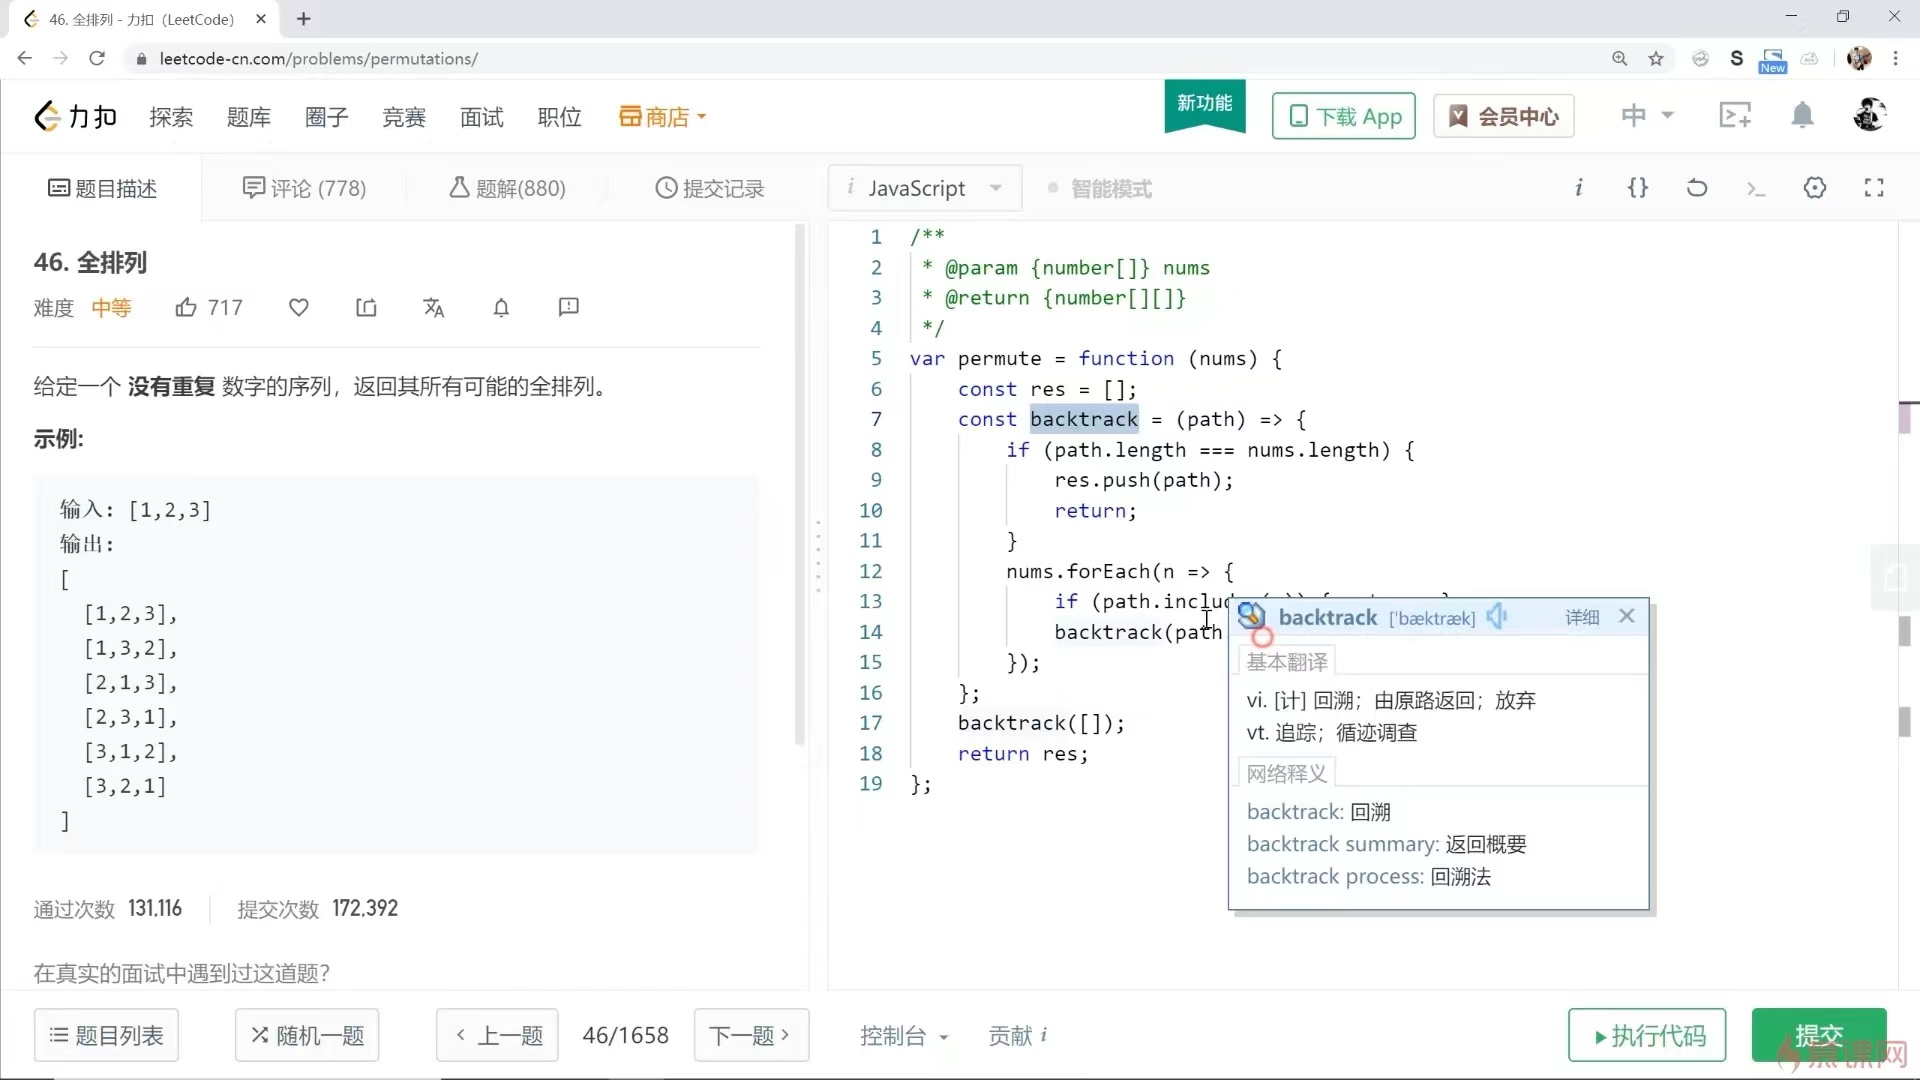 46. 全排列 - 力扣（LeetCode）
leetcode-cn.com/problems/permutations/
New
力扣 探索 题库 圈子 竞赛 面试 职位 商店 新功能 下载 App 会员中心 中
题目描述 评论 (778) 题解(880) 提交记录
i JavaScript 智能模式
46. 全排列
难度 中等 717
给定一个 没有重复 数字的序列，返回其所有可能的全排列。
示例:
输入: [1,2,3]
输出:
[
[1,2,3],
[1,3,2],
[2,1,3],
[2,3,1],
[3,1,2],
[3,2,1]
]
通过次数 131,116 提交次数 172,392
在真实的面试中遇到过这道题?
1 /**
2 * @param {number[]} nums
3 * @return {number[][]}
4 */
5 var permute = function (nums) {
6 const res = [];
7 const backtrack = (path) => {
8 if (path.length === nums.length) {
9 res.push(path);
10 return;
11 }
12 nums.forEach(n => {
13 if (path.includ
14 backtrack(path
15 });
16 };
17 backtrack([]);
18 return res;
19 };
backtrack ['bæktræk] 详细
基本翻译
vi. [计] 回溯；由原路返回；放弃
vt. 追踪；循迹调查
网络释义
backtrack: 回溯
backtrack summary: 返回概要
backtrack process: 回溯法
题目列表 随机一题 上一题 46/1658 下一题 控制台 贡献 i 执行代码 提交
慕课网